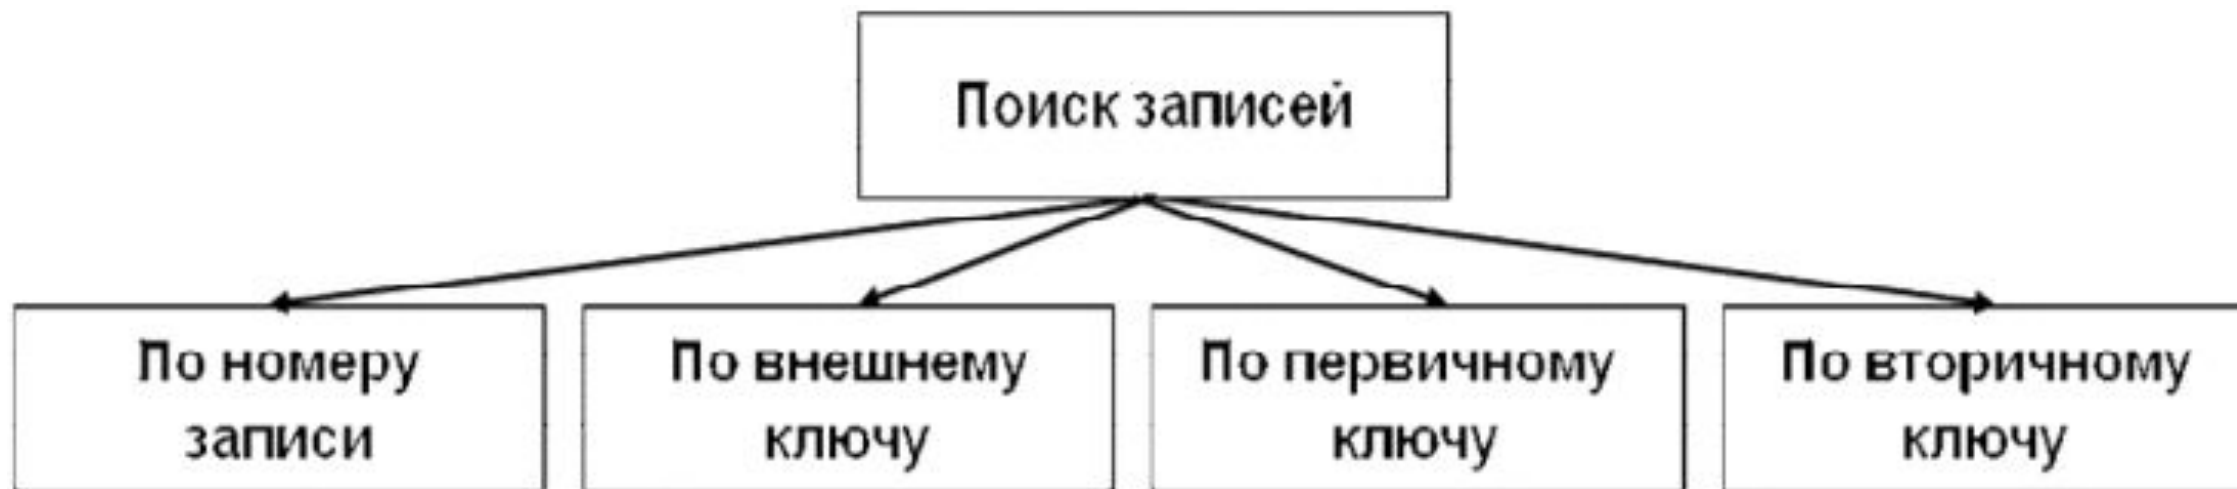 Поиск записей
По номеру
записи
По внешнему
ключу
По первичному
ключу
По вторичному
ключу